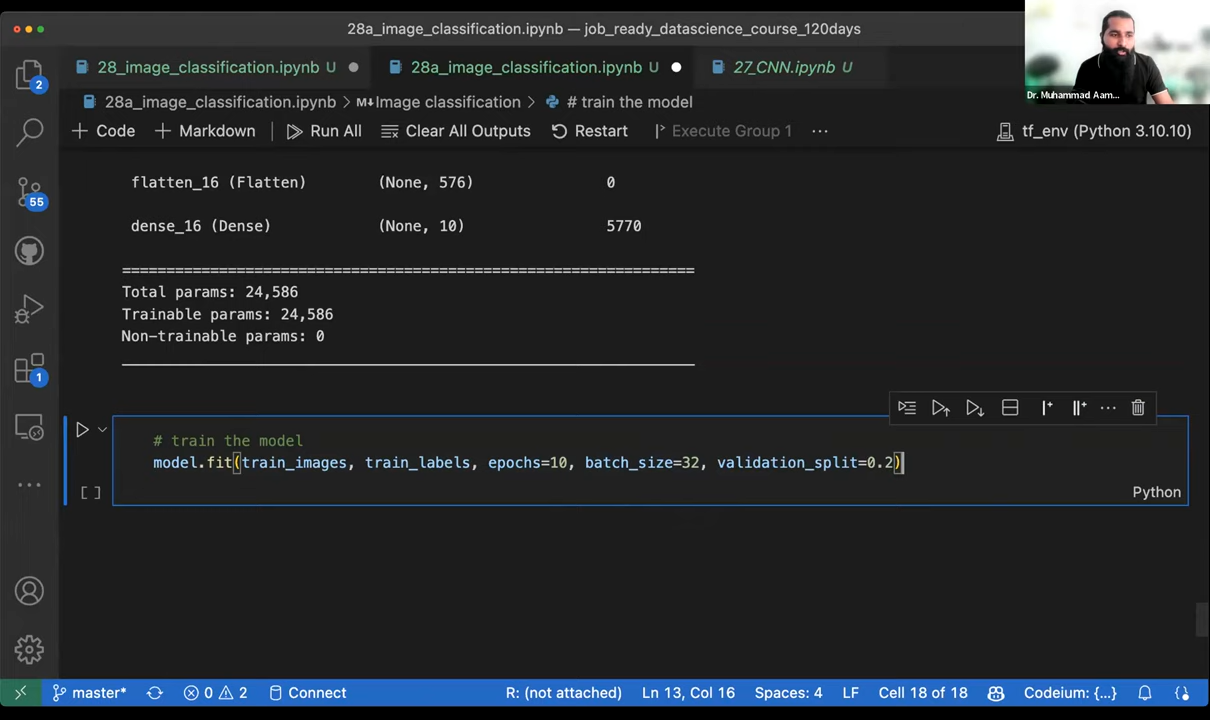 28a_image_classification.ipynb — job_ready_datascience_course_120days
28_image_classification.ipynb U
28a_image_classification.ipynb U
27_CNN.ipynb U
28a_image_classification.ipynb > M↓Image classification > # train the model
+ Code + Markdown | Run All Clear All Outputs Restart Execute Group 1 ...
tf_env (Python 3.10.10)
Dr. Muhammad Aam...
2
55
1
flatten_16 (Flatten) (None, 576) 0
dense_16 (Dense) (None, 10) 5770
=================================================================
Total params: 24,586
Trainable params: 24,586
Non-trainable params: 0
_________________________________________________________________
# train the model
model.fit(train_images, train_labels, epochs=10, batch_size=32, validation_split=0.2)
[ ]
Python
master* 0 2 Connect R: (not attached) Ln 13, Col 16 Spaces: 4 LF Cell 18 of 18 Codeium: {...}